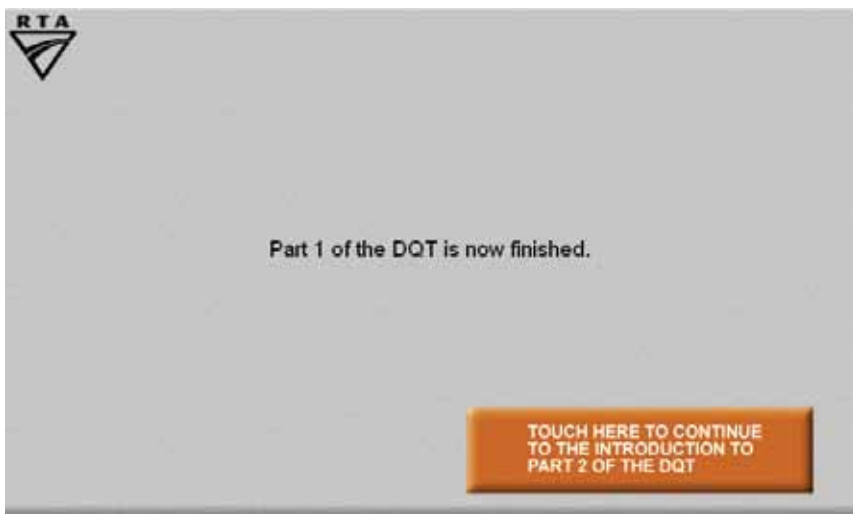 RTA
Part 1 of the DQT is now finished.
TOUCH HERE TO CONTINUE
TO THE INTRODUCTION TO
PART 2 OF THE DQT